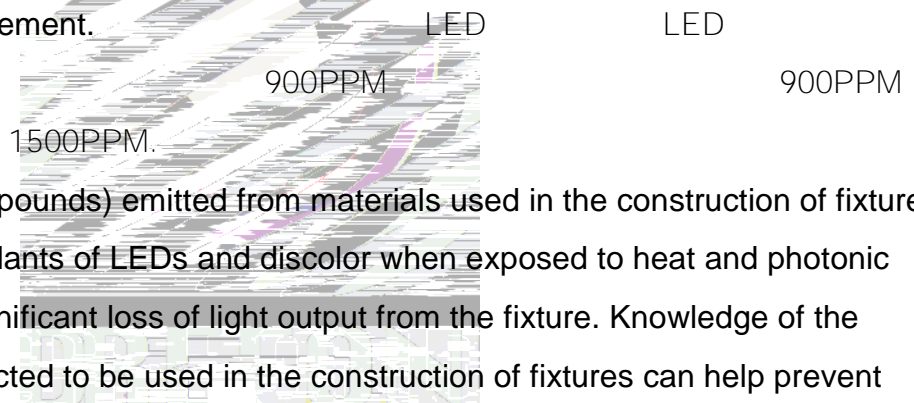 ement. LED LED
900PPM 900PPM
1500PPM.
pounds) emitted from materials used in the construction of fixture
lants of LEDs and discolor when exposed to heat and photonic
nificant loss of light output from the fixture. Knowledge of the
cted to be used in the construction of fixtures can help prevent